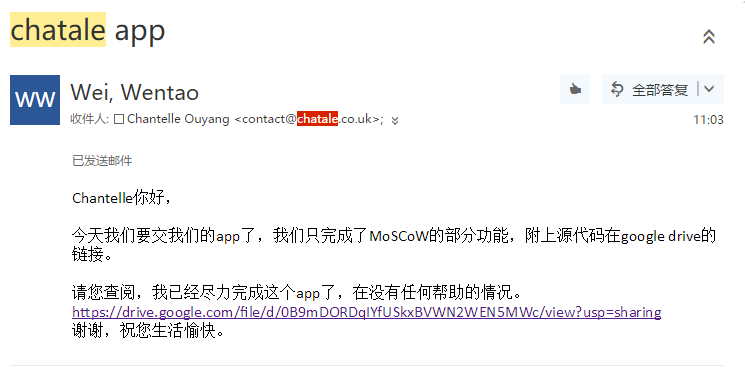 chatale app
WW
Wei, Wentao
全部答复
收件人: Chantelle Ouyang <contact@chatale.co.uk>;
11:03
已发送邮件
Chantelle你好，
今天我们要交我们的app了，我们只完成了MoSCoW的部分功能，附上源代码在google drive的
链接。
请您查阅，我已经尽力完成这个app了，在没有任何帮助的情况。
https://drive.google.com/file/d/0B9mDORDqIYfUSkxBVWN2WEN5MWc/view?usp=sharing
谢谢，祝您生活愉快。